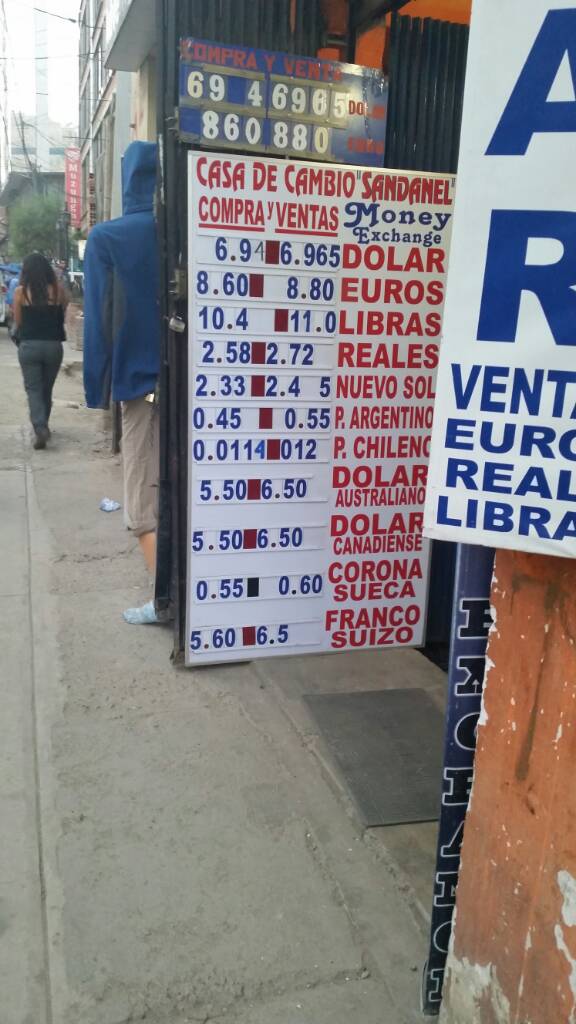 COMPRA Y VENTA
69 4 6965 DOLAR
860 880
CASA DE CAMBIO "SANDANEL"
COMPRA Y VENTAS Money Exchange
6.94 6.965 DOLAR
8.60 8.80 EUROS
10.4 11.0 LIBRAS
2.58 2.72 REALES
2.33 2.4 5 NUEVO SOL
0.45 0.55 P. ARGENTINO
0.0114 012 P. CHILENO
5.50 6.50 DOLAR AUSTRALIANO
5.50 6.50 DOLAR CANADIENSE
0.55 0.60 CORONA SUECA
5.60 6.5 FRANCO SUIZO
A
R
VENTA
EURO
REAL
LIBRA